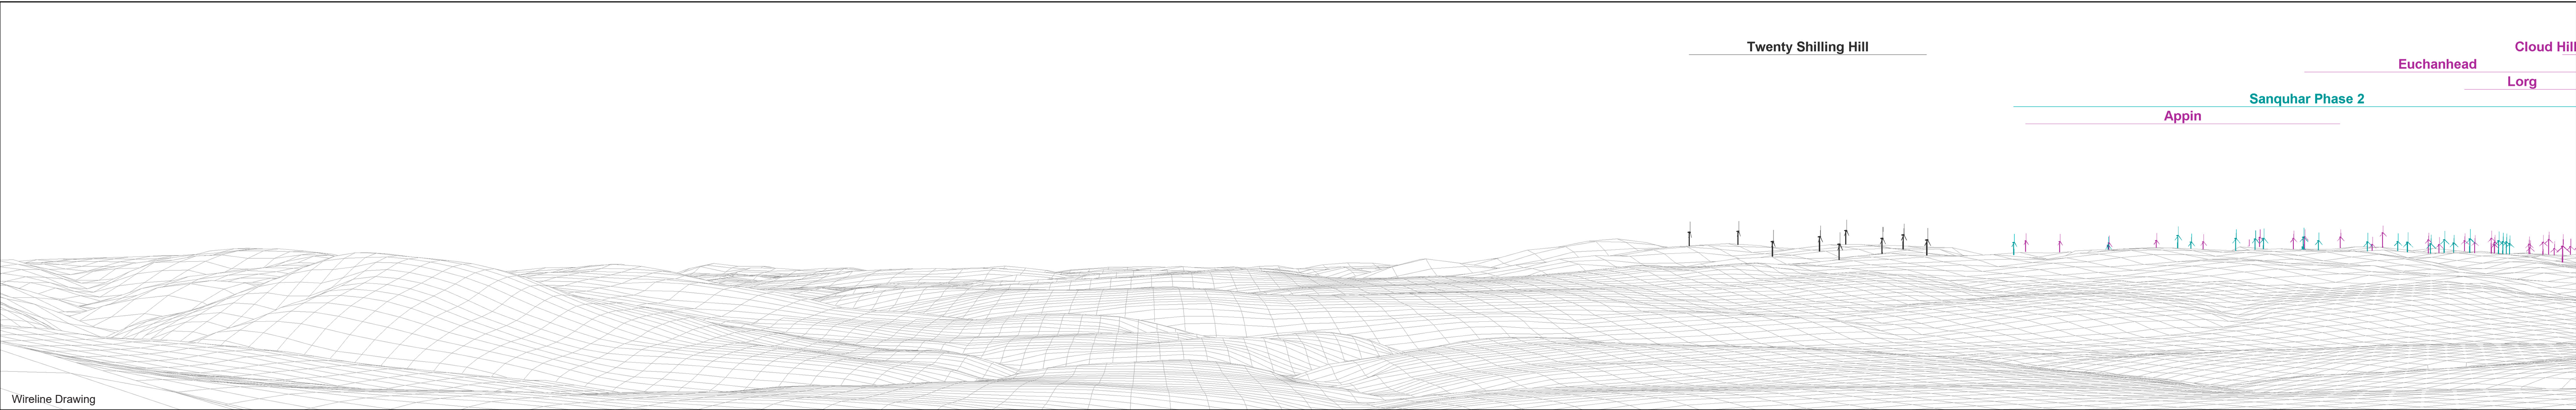 Twenty Shilling Hill
Cloud Hill
Euchanhead
Lorg
Sanquhar Phase 2
Appin
Wireline Drawing